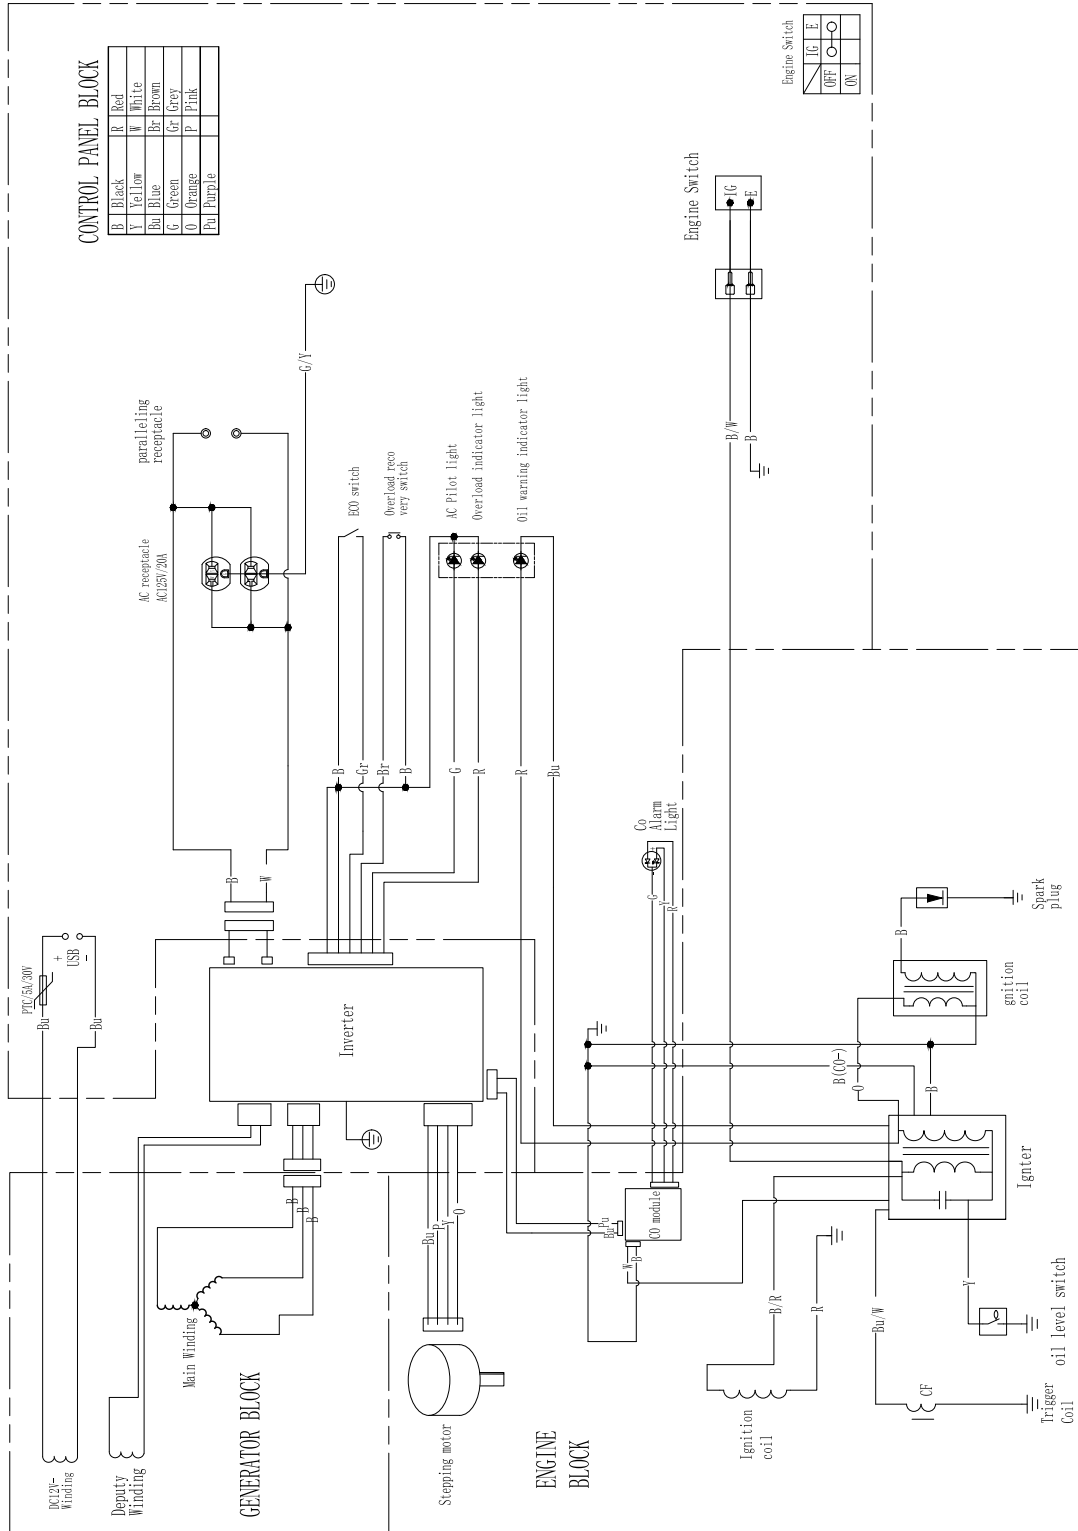 CONTROL PANEL BLOCK
B Black R Red
Y Yellow W White
Bu Blue Br Brown
G Green Gr Grey
O Orange P Pink
Pu Purple
Engine Switch
IG E
OFF
ON
PTC/5A/30V
Bu
+
USB
-
Bu
AC receptacle
AC125V/20A
paralleling
receptacle
G/Y
B
W
ECO switch
Overload reco
very switch
AC Pilot light
Overload indicator light
Oil warning indicator light
B
Gr
Br
B
G
R
R
Bu
Engine Switch
IG
E
B/W
B
Inverter
Co
Alarm
Light
+
-
G
Y
R
DC12V-
Winding
Deputy
Winding
Main Winding
B
B
B
GENERATOR BLOCK
Stepping motor
Bu
P
Y
O
ENGINE
BLOCK
Pu
Bu
CO module
W
B
B(CO-)
O
B
B
gnition
coil
Spark
plug
Ignter
Ignition
coil
B/R
R
Bu/W
Y
CF
Trigger
Coil
oil level switch